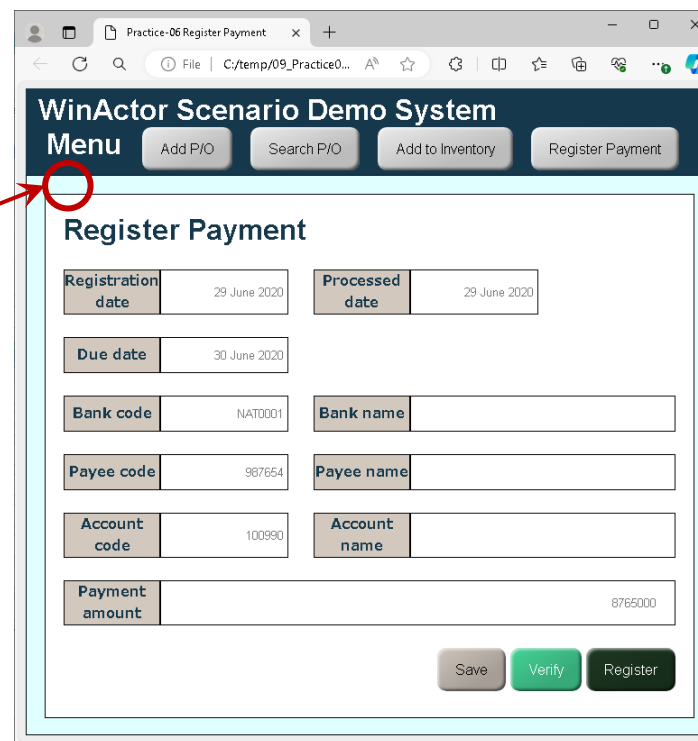 Practice-06 Register Payment
File C:/temp/09_Practice0...
WinActor Scenario Demo System
Menu Add P/O Search P/O Add to Inventory Register Payment
Register Payment
Registration date 29 June 2020 Processed date 29 June 2020
Due date 30 June 2020
Bank code NAT0001 Bank name
Payee code 987654 Payee name
Account code 100990 Account name
Payment amount 8765000
Save Verify Register